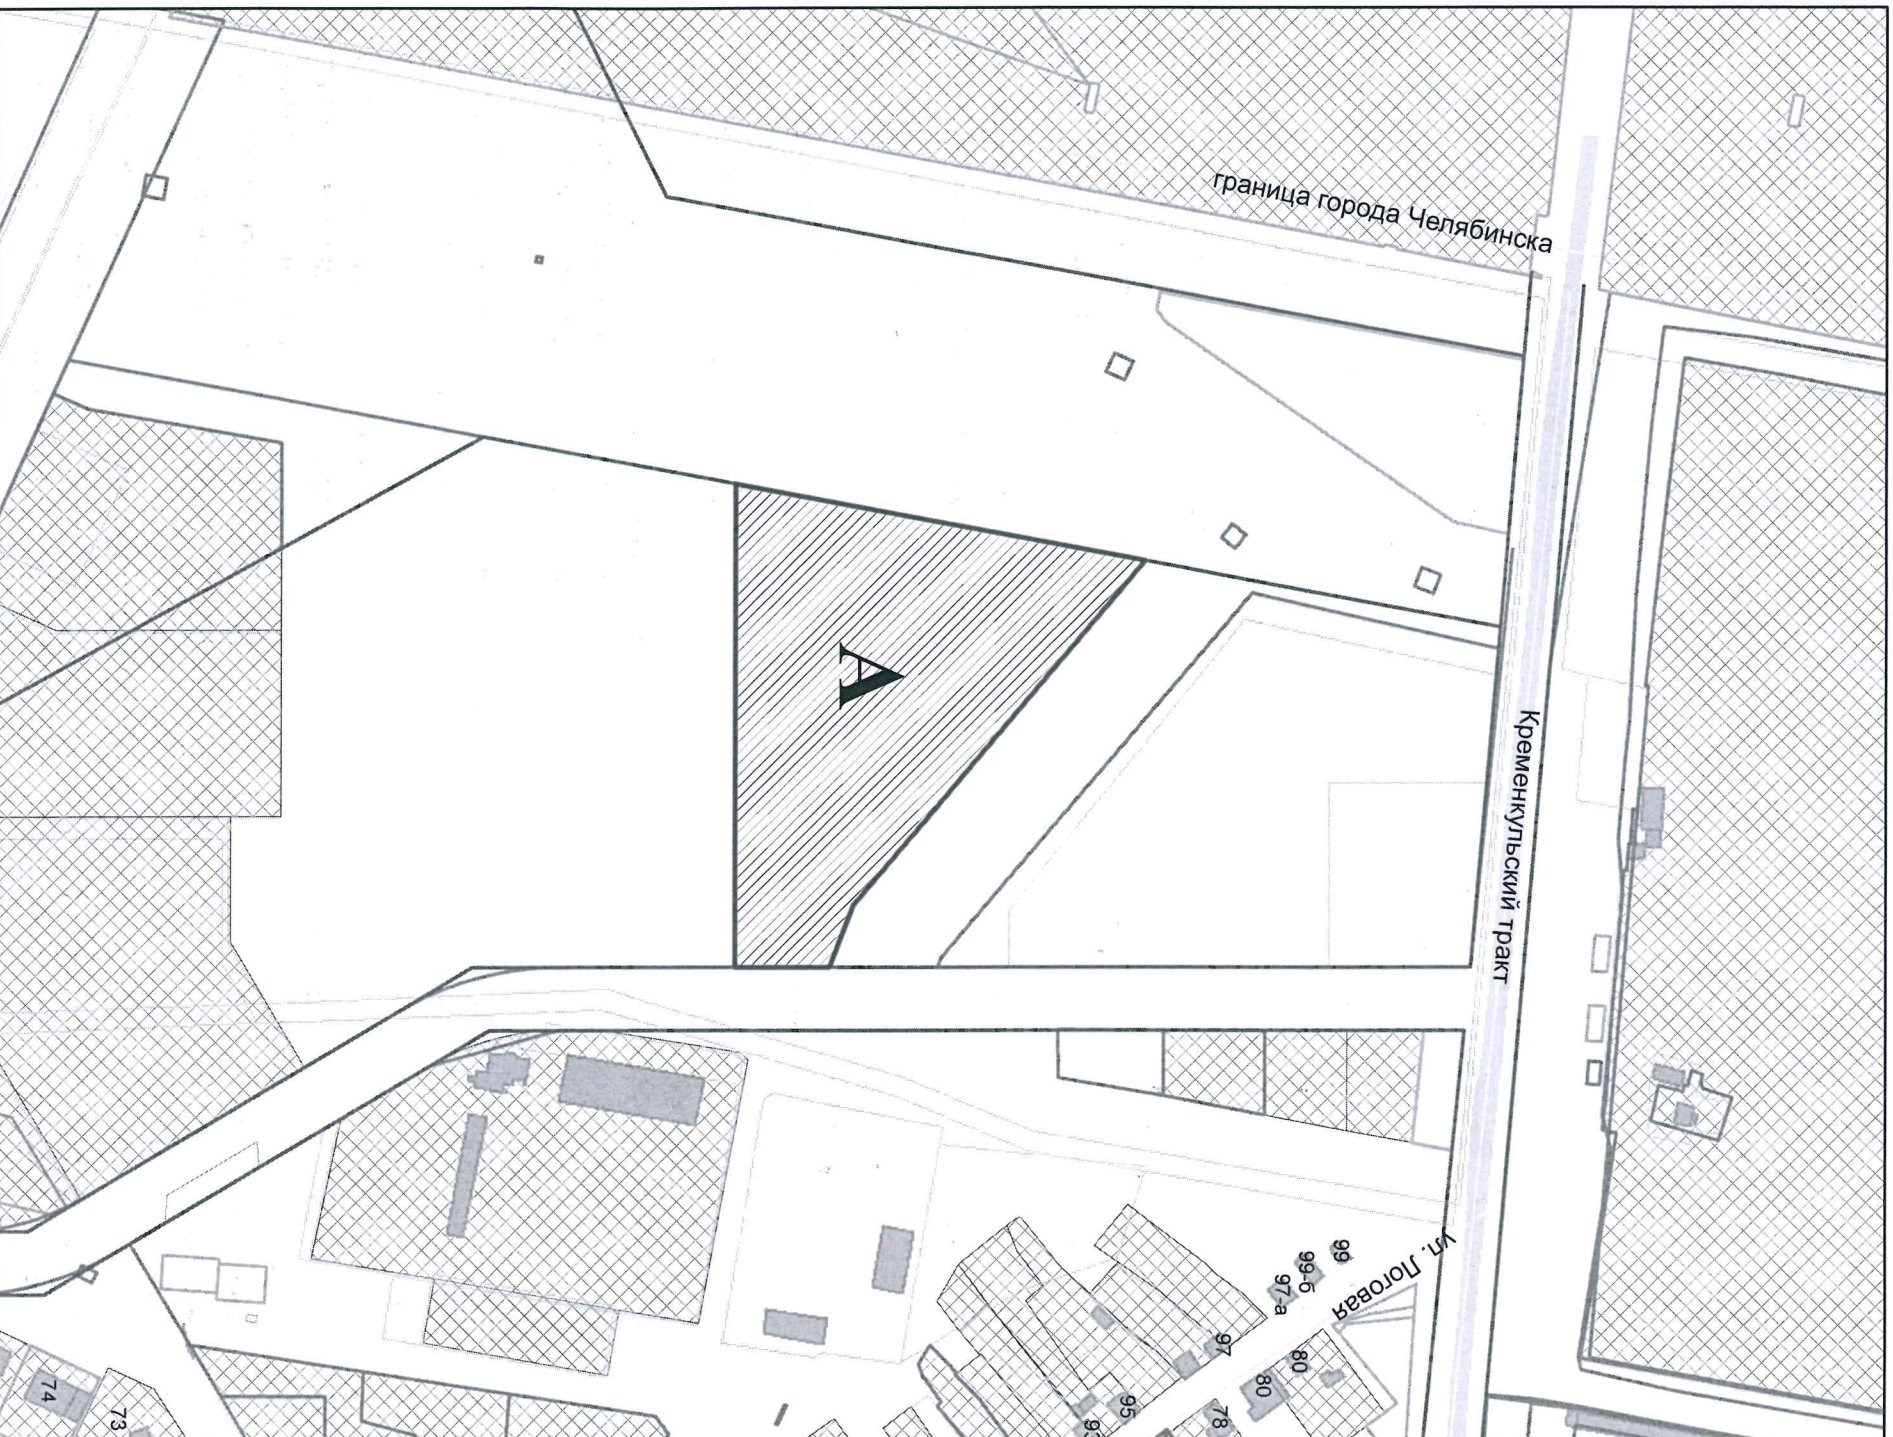 граница города Челябинска
Кременкульский тракт
А
ул. Логовая
99
99-б
97-а
97
80
80
95
78
74
73